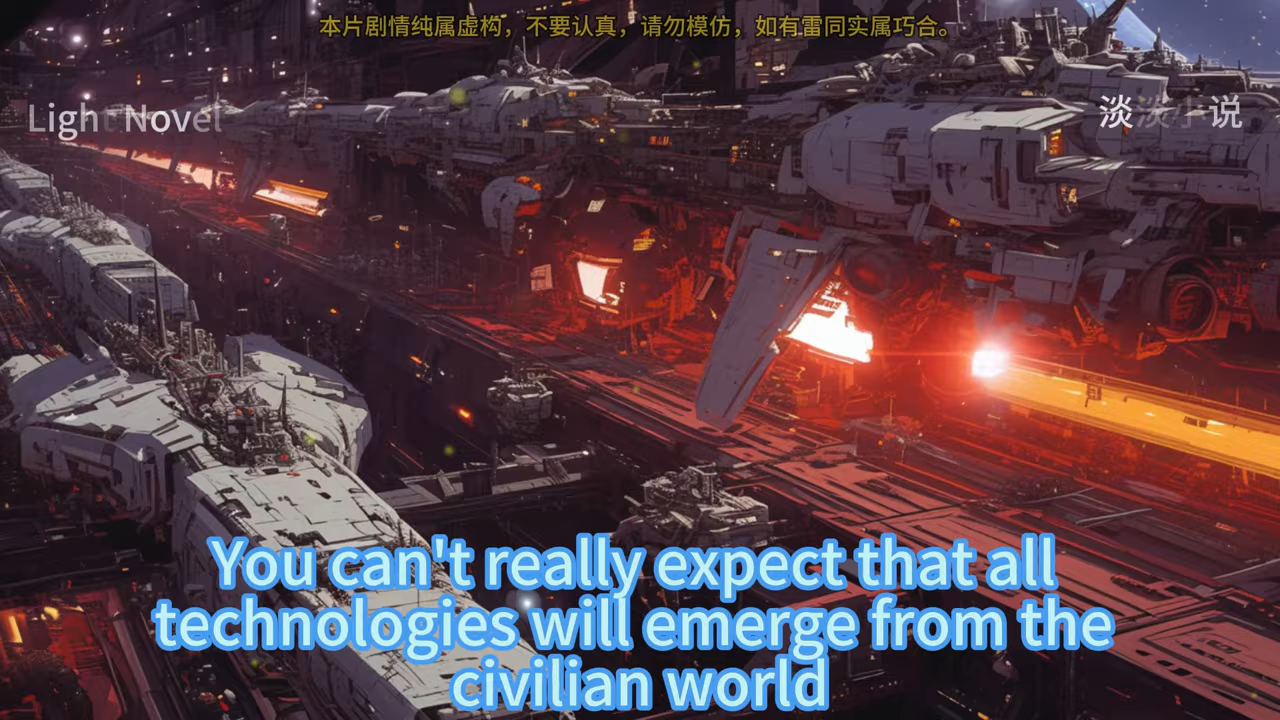 本片剧情纯属虚构，不要认真，请勿模仿，如有雷同实属巧合。
Light Novel
淡淡小说
You can't really expect that all
technologies will emerge from the
civilian world